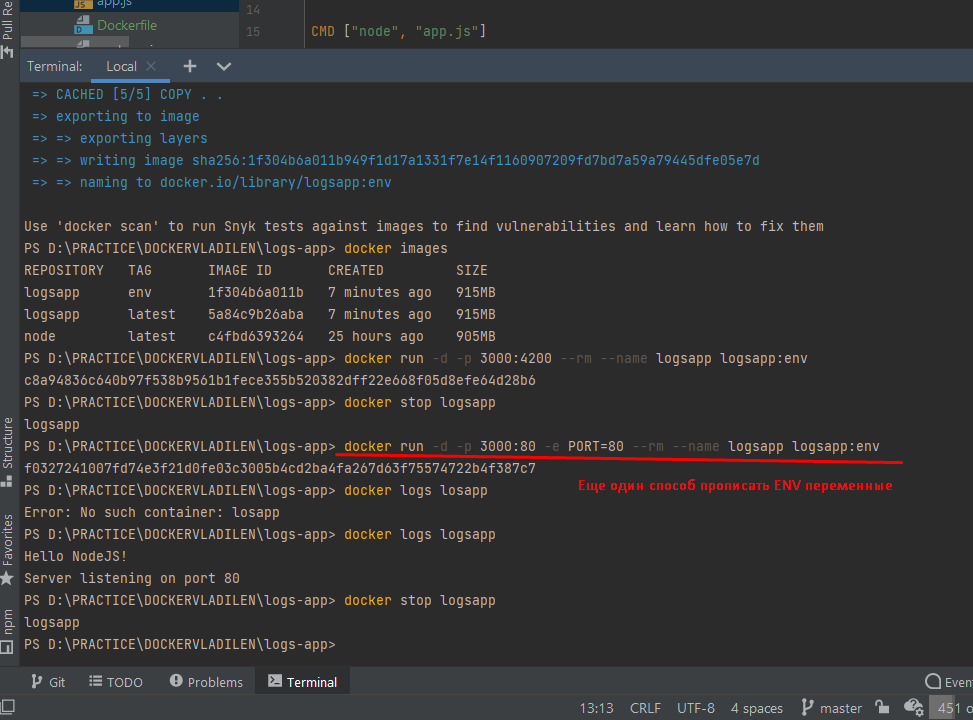 Pull Re
app.js
Dockerfile
14
15
CMD ["node", "app.js"]
Terminal: Local
=> CACHED [5/5] COPY . .
=> exporting to image
=> => exporting layers
=> => writing image sha256:1f304b6a011b949f1d17a1331f7e14f1160907209fd7bd7a59a79445dfe05e7d
=> => naming to docker.io/library/logsapp:env
Use 'docker scan' to run Snyk tests against images to find vulnerabilities and learn how to fix them
PS D:\PRACTICE\DOCKERVLADILEN\logs-app> docker images
REPOSITORY TAG IMAGE ID CREATED SIZE
logsapp env 1f304b6a011b 7 minutes ago 915MB
logsapp latest 5a84c9b26aba 7 minutes ago 915MB
node latest c4fbd6393264 25 hours ago 905MB
PS D:\PRACTICE\DOCKERVLADILEN\logs-app> docker run -d -p 3000:4200 --rm --name logsapp logsapp:env
c8a94836c640b97f538b9561b1fece355b520382dff22e668f05d8efe64d28b6
PS D:\PRACTICE\DOCKERVLADILEN\logs-app> docker stop logsapp
logsapp
PS D:\PRACTICE\DOCKERVLADILEN\logs-app> docker run -d -p 3000:80 -e PORT=80 --rm --name logsapp logsapp:env
f0327241007fd74e3f21d0fe03c3005b4cd2ba4fa267d63f75574722b4f387c7
PS D:\PRACTICE\DOCKERVLADILEN\logs-app> docker logs losapp
Еще один способ прописать ENV переменные
Error: No such container: losapp
PS D:\PRACTICE\DOCKERVLADILEN\logs-app> docker logs logsapp
Hello NodeJS!
Server listening on port 80
PS D:\PRACTICE\DOCKERVLADILEN\logs-app> docker stop logsapp
logsapp
PS D:\PRACTICE\DOCKERVLADILEN\logs-app>
Structure
Favorites
npm
Git TODO Problems Terminal Even
13:13 CRLF UTF-8 4 spaces master 451 o